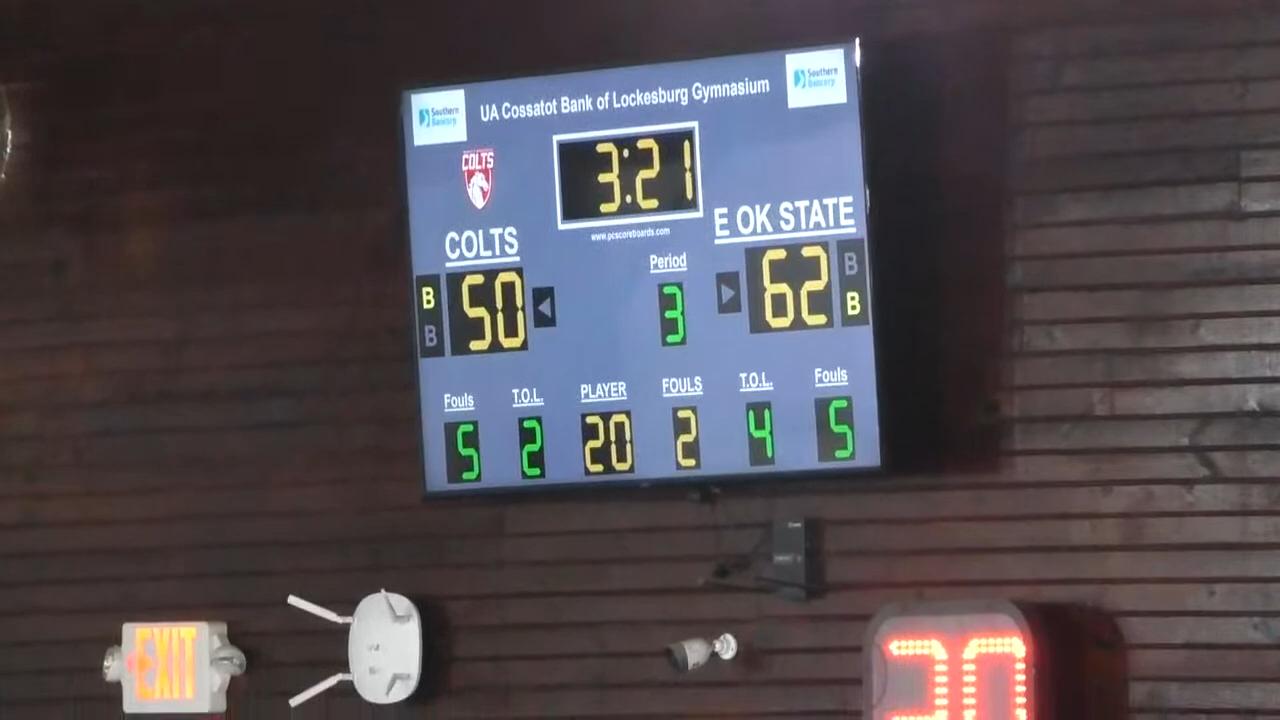 Southern Bancorp
UA Cossatot Bank of Lockesburg Gymnasium
Southern Bancorp
COLTS
3:21
www.pcscoreboards.com
COLTS
E OK STATE
Period
B
B
50
3
62
B
B
Fouls
T.O.L.
PLAYER
FOULS
T.O.L.
Fouls
5
2
20
2
4
5
EXIT